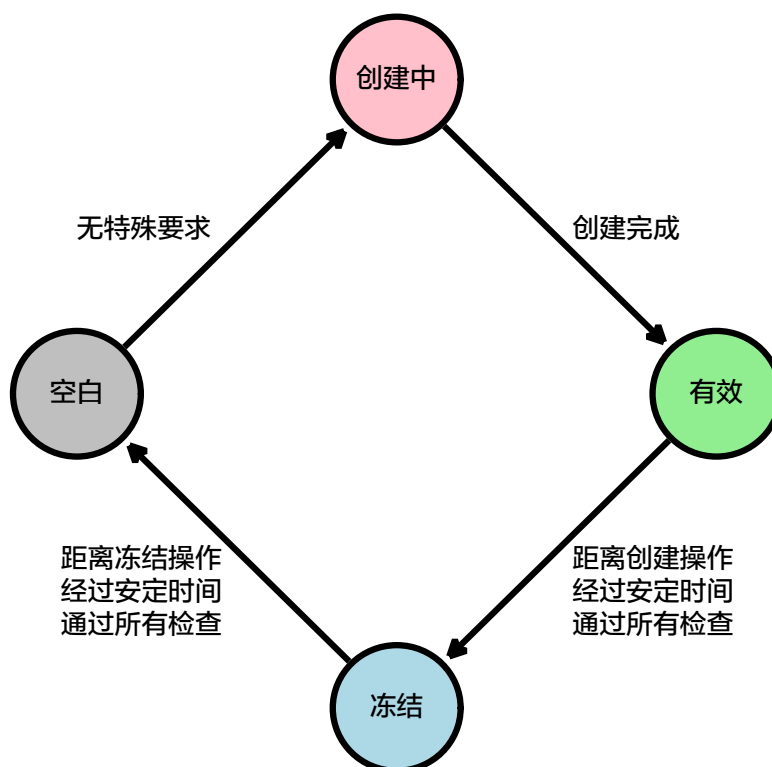 创建中
无特殊要求
创建完成
空白
有效
距离冻结操作
经过安定时间
通过所有检查
距离创建操作
经过安定时间
通过所有检查
冻结